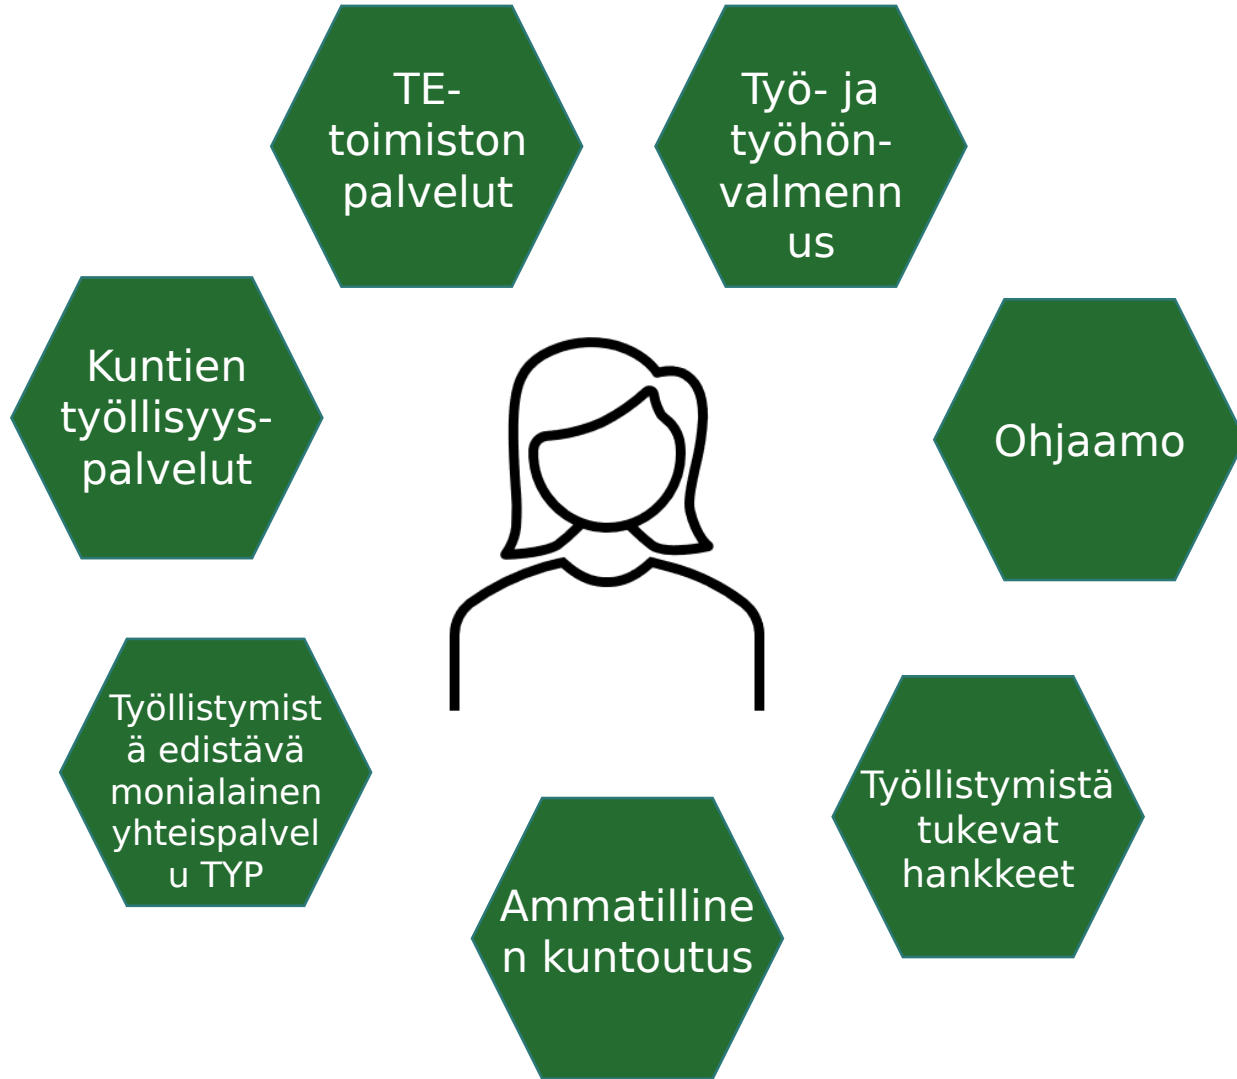 TE-
toimiston
palvelut
Työ- ja
työhön-
valmenn
us
Kuntien
työllisyys-
palvelut
Ohjaamo
Työllistymist
ä edistävä
monialainen
yhteispalvel
u TYP
Työllistymistä
tukevat
hankkeet
Ammatilline
n kuntoutus